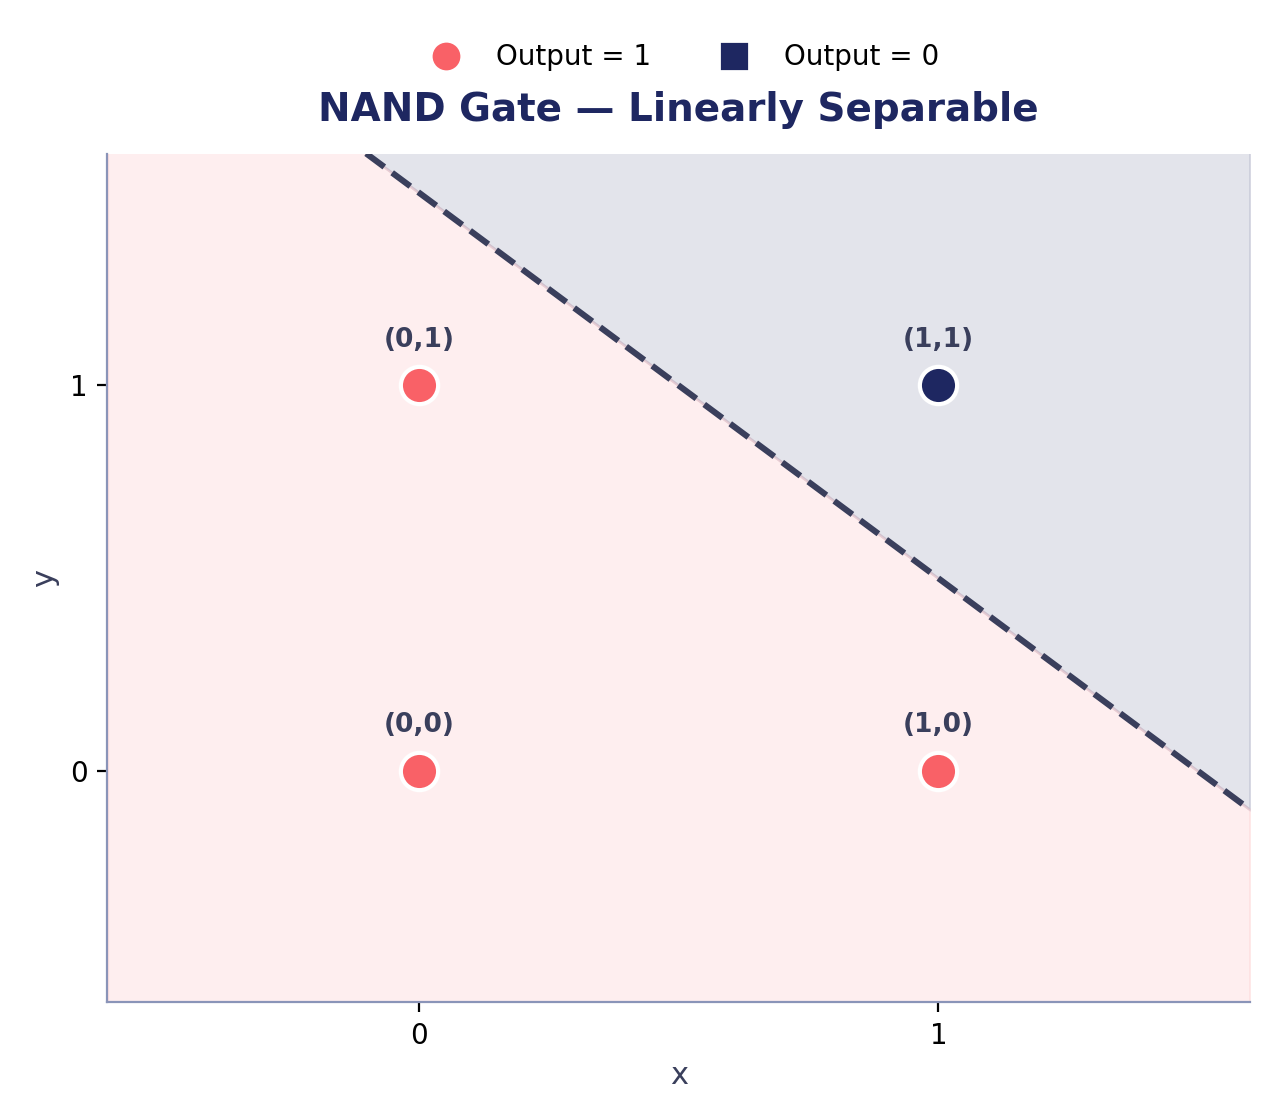 Output = 1 Output = 0
NAND Gate — Linearly Separable
(0,1) (1,1)
1
y
(0,0) (1,0)
0
0 1
x